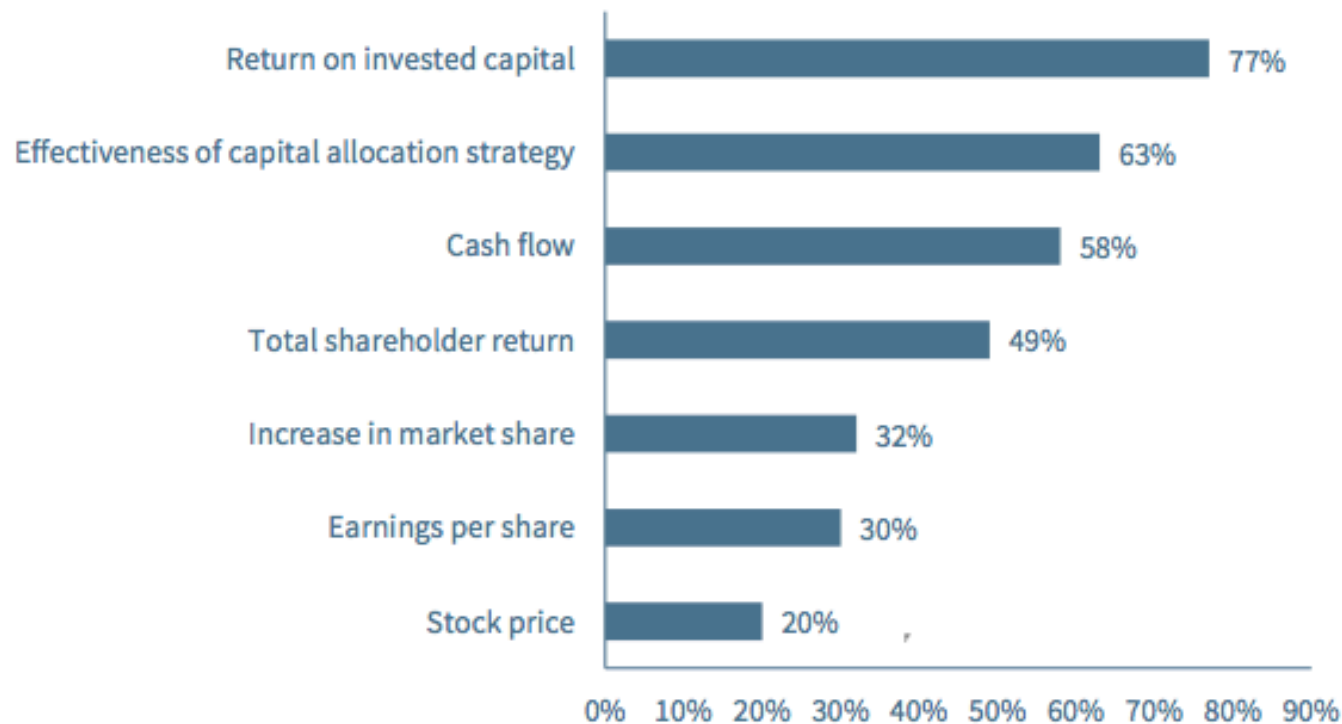 Return on invested capital 77%
Effectiveness of capital allocation strategy 63%
Cash flow 58%
Total shareholder return 49%
Increase in market share 32%
Earnings per share 30%
Stock price 20%
0% 10% 20% 30% 40% 50% 60% 70% 80% 90%